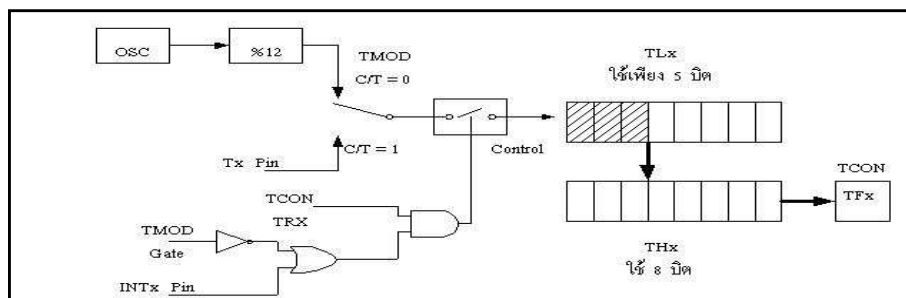 OSC
%12
TMOD
C/T = 0
C/T = 1
Tx Pin
Control
TLx
ใช้เพียง 5 บิต
TCON
TFx
TCON
TRX
TMOD
Gate
INTx Pin
THx
ใช้ 8 บิต